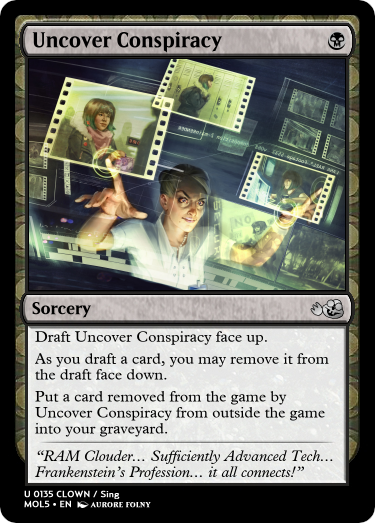 Uncover Conspiracy
Sorcery
Draft Uncover Conspiracy face up.
As you draft a card, you may remove it from
the draft face down.
Put a card removed from the game by
Uncover Conspiracy from outside the game
into your graveyard.
“RAM Clouder… Sufficiently Advanced Tech…
Frankenstein's Profession… it all connects!”
U 0135 CLOWN / Sing
MOL5 • EN AURORE FOLNY